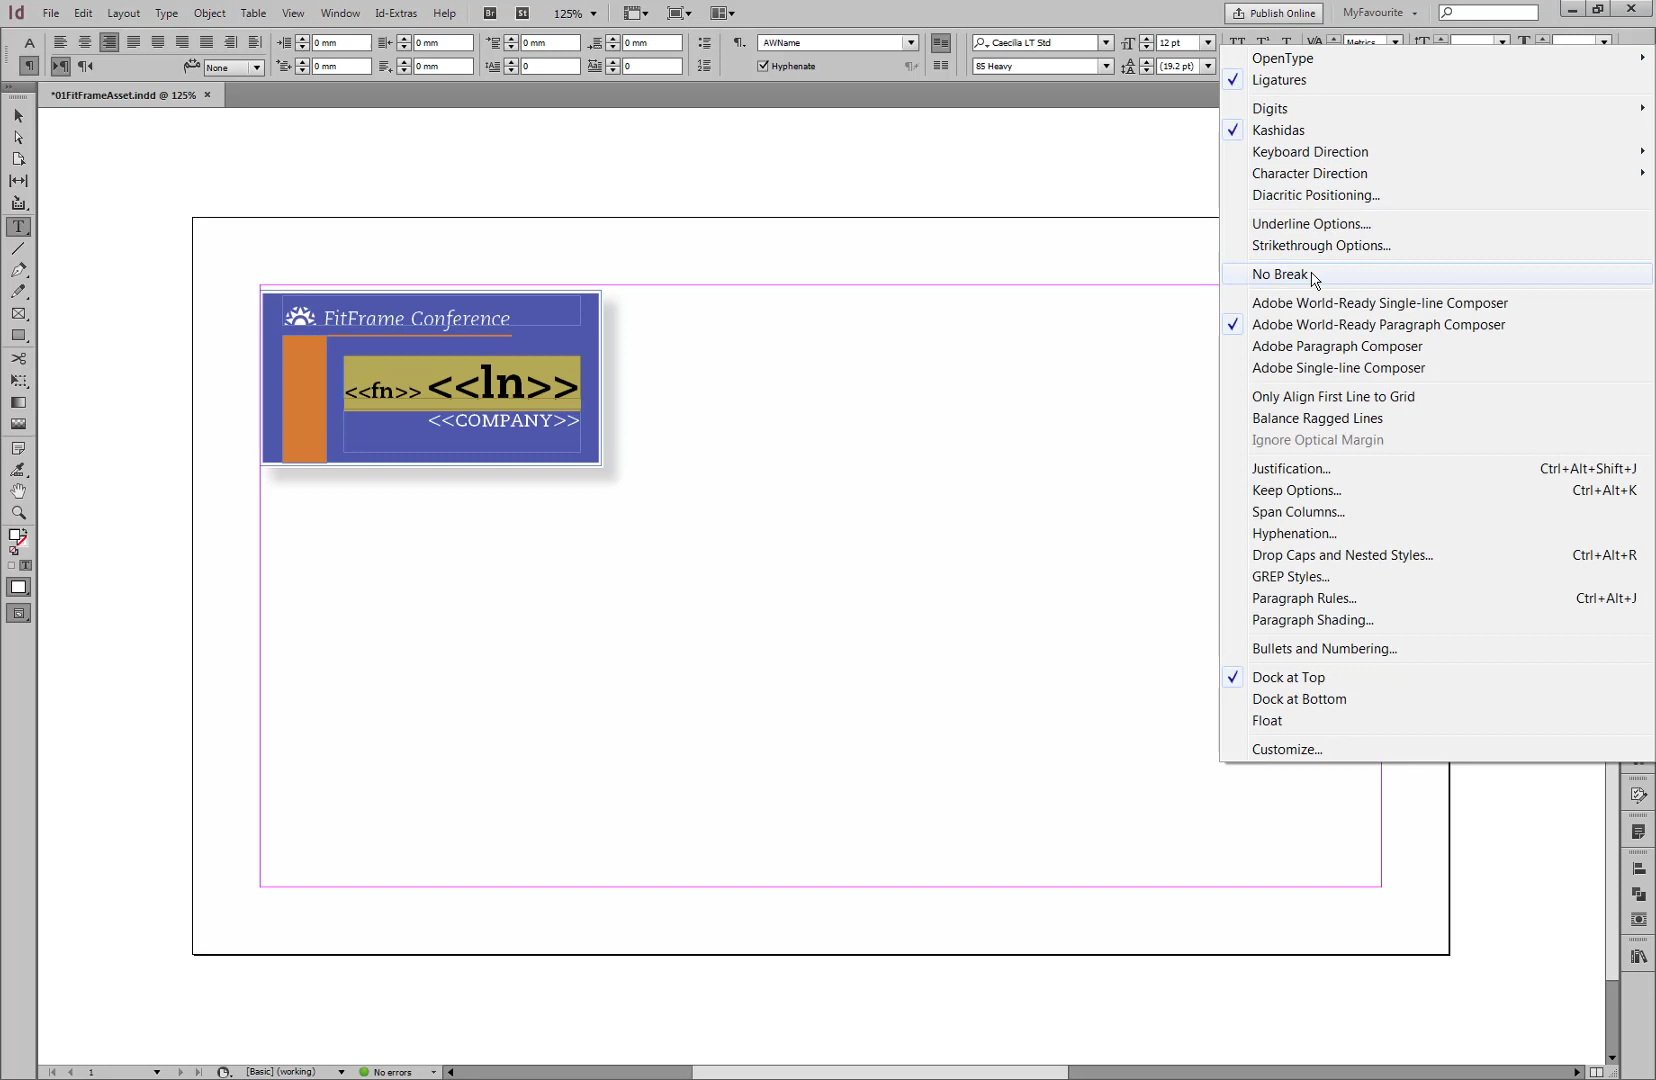 Id File Edit Layout Type Object Table View Window Id-Extras Help Br St 125% Publish Online MyFavourite
A 0 mm 0 mm 0 mm 0 mm AWName Caecilia LT Std 12 pt Metrics
None 0 mm 0 mm 0 0 Hyphenate 85 Heavy (19.2 pt)
*01FitFrameAsset.indd @ 125% ×
OpenType
Ligatures
Digits
Kashidas
Keyboard Direction
Character Direction
Diacritic Positioning...
Underline Options....
Strikethrough Options...
No Break
Adobe World-Ready Single-line Composer
Adobe World-Ready Paragraph Composer
Adobe Paragraph Composer
Adobe Single-line Composer
Only Align First Line to Grid
Balance Ragged Lines
Ignore Optical Margin
Justification... Ctrl+Alt+Shift+J
Keep Options... Ctrl+Alt+K
Span Columns...
Hyphenation...
Drop Caps and Nested Styles... Ctrl+Alt+R
GREP Styles...
Paragraph Rules... Ctrl+Alt+J
Paragraph Shading...
Bullets and Numbering...
Dock at Top
Dock at Bottom
Float
Customize...
FitFrame Conference
<<fn>> <<ln>>
<<COMPANY>>
1 [Basic] (working) No errors